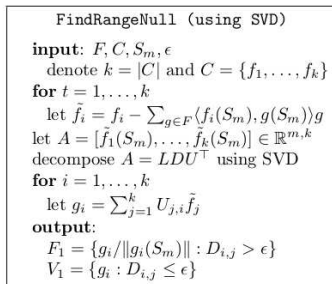 FindRangeNull (using SVD)
input: F, C, S_m, ϵ
denote k = |C| and C = {f_1, . . . , f_k}
for t = 1, . . . , k
let f̃_i = f_i − ∑_{g∈F}⟨f_i(S_m), g(S_m)⟩g
let A = [f̃_1(S_m), . . . , f̃_k(S_m)] ∈ ℝ^{m,k}
decompose A = LDU^⊤ using SVD
for i = 1, . . . , k
let g_i = ∑_{j=1}^{k} U_{j,i} f̃_j
output:
F_1 = {g_i/‖g_i(S_m)‖ : D_{i,j} > ϵ}
V_1 = {g_i : D_{i,j} ≤ ϵ}